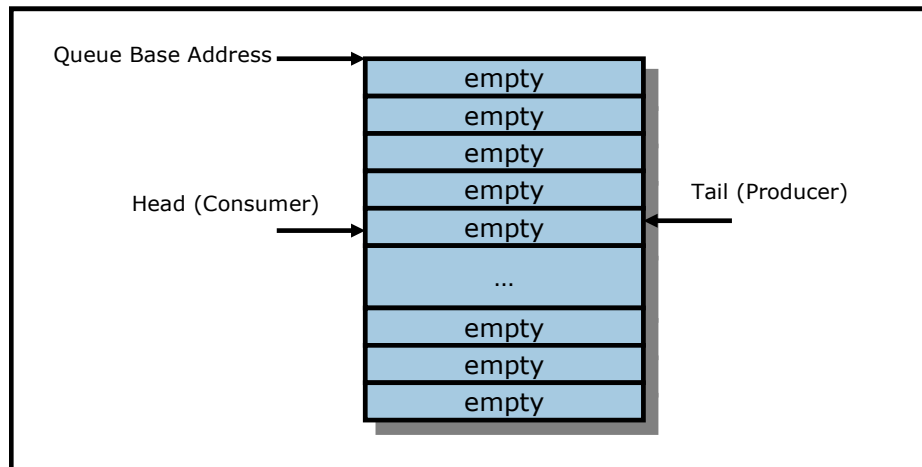 Queue Base Address
empty
empty
empty
empty
Head (Consumer)
Tail (Producer)
empty
...
empty
empty
empty